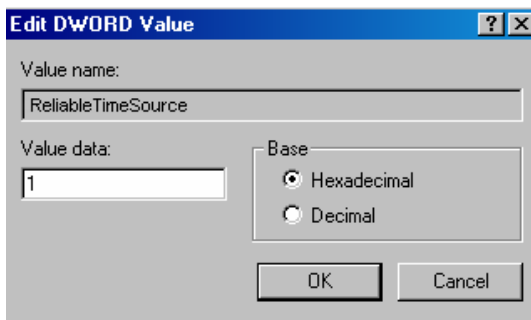 Edit DWORD Value
Value name:
ReliableTimeSource
Value data:
1
Base
Hexadecimal
Decimal
OK
Cancel